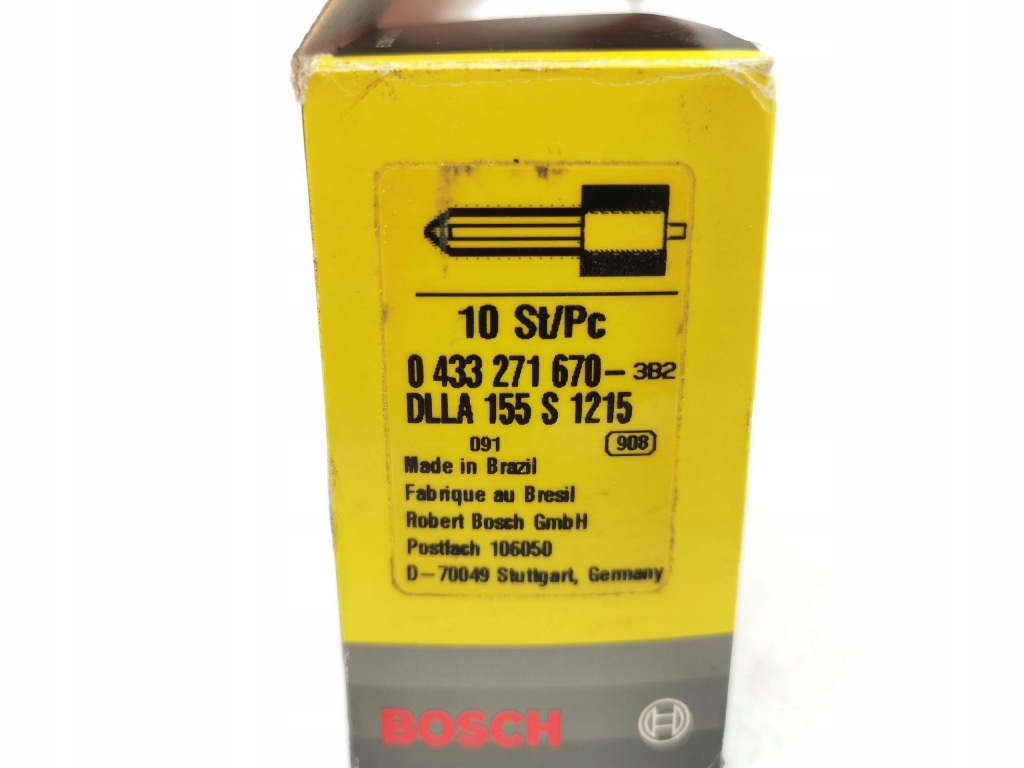 10 St/Pc
0 433 271 670-3B2
DLLA 155 S 1215
091 908
Made in Brazil
Fabrique au Bresil
Robert Bosch GmbH
Postfach 106050
D-70049 Stuttgart, Germany
BOSCH